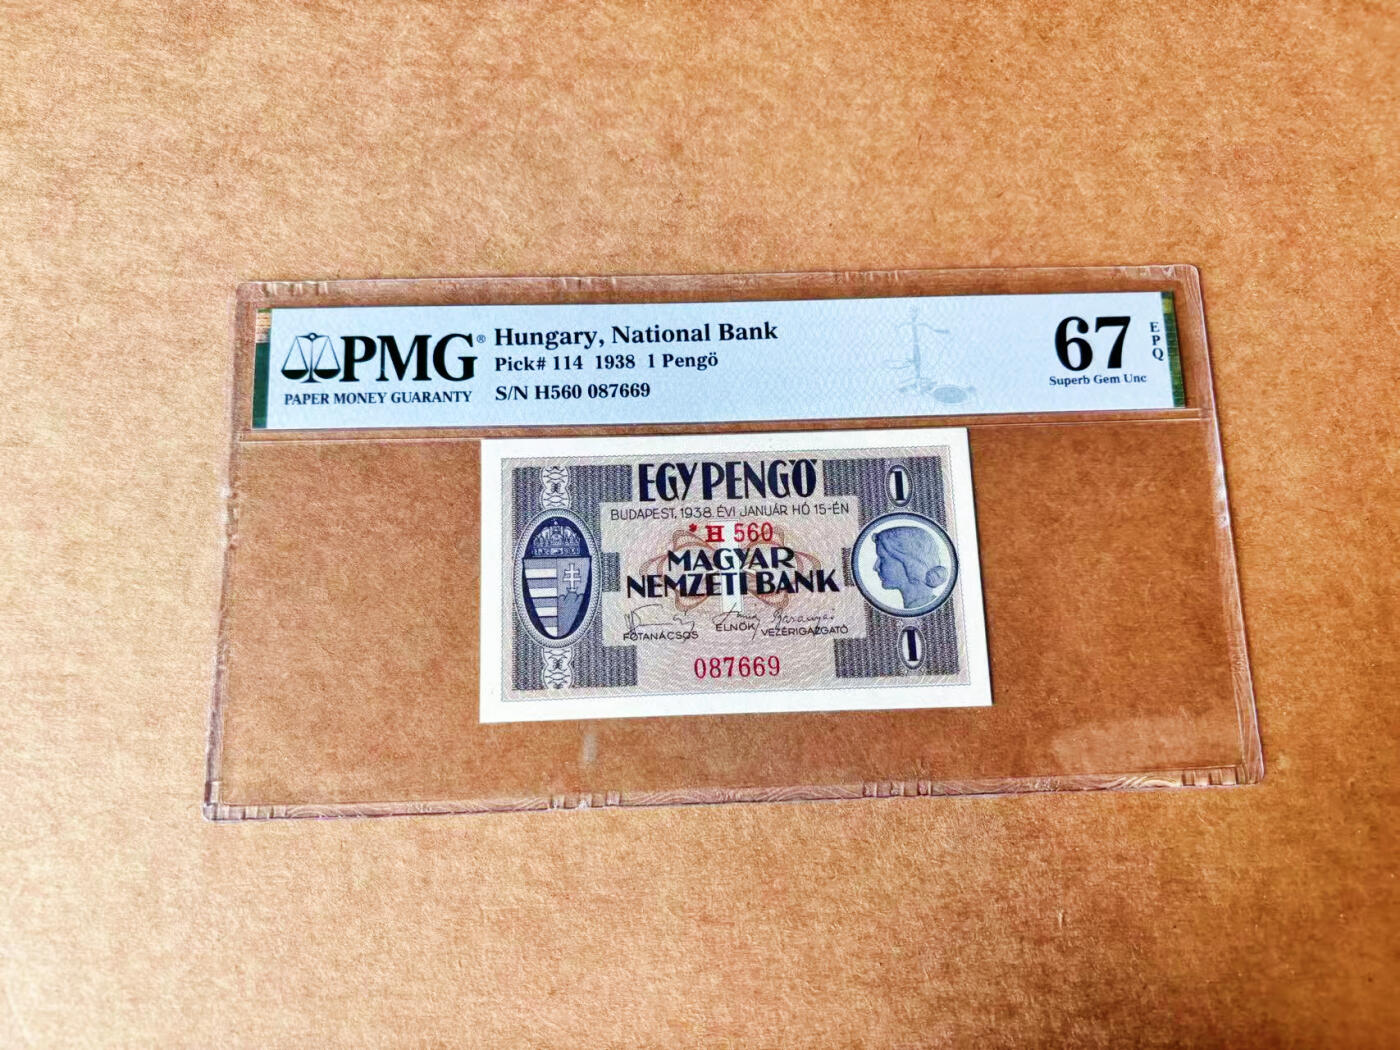 PMG®
PAPER MONEY GUARANTY
Hungary, National Bank
Pick# 114 1938 1 Pengö
S/N H560 087669
67
EPQ
Superb Gem Unc
EGY PENGŐ
1
BUDAPEST, 1938. ÉVI JANUÁR HÓ 15-ÉN
* H 560
MAGYAR
NEMZETI BANK
FŐTANÁCSOS ELNÖK VEZÉRIGAZGATÓ
1
087669